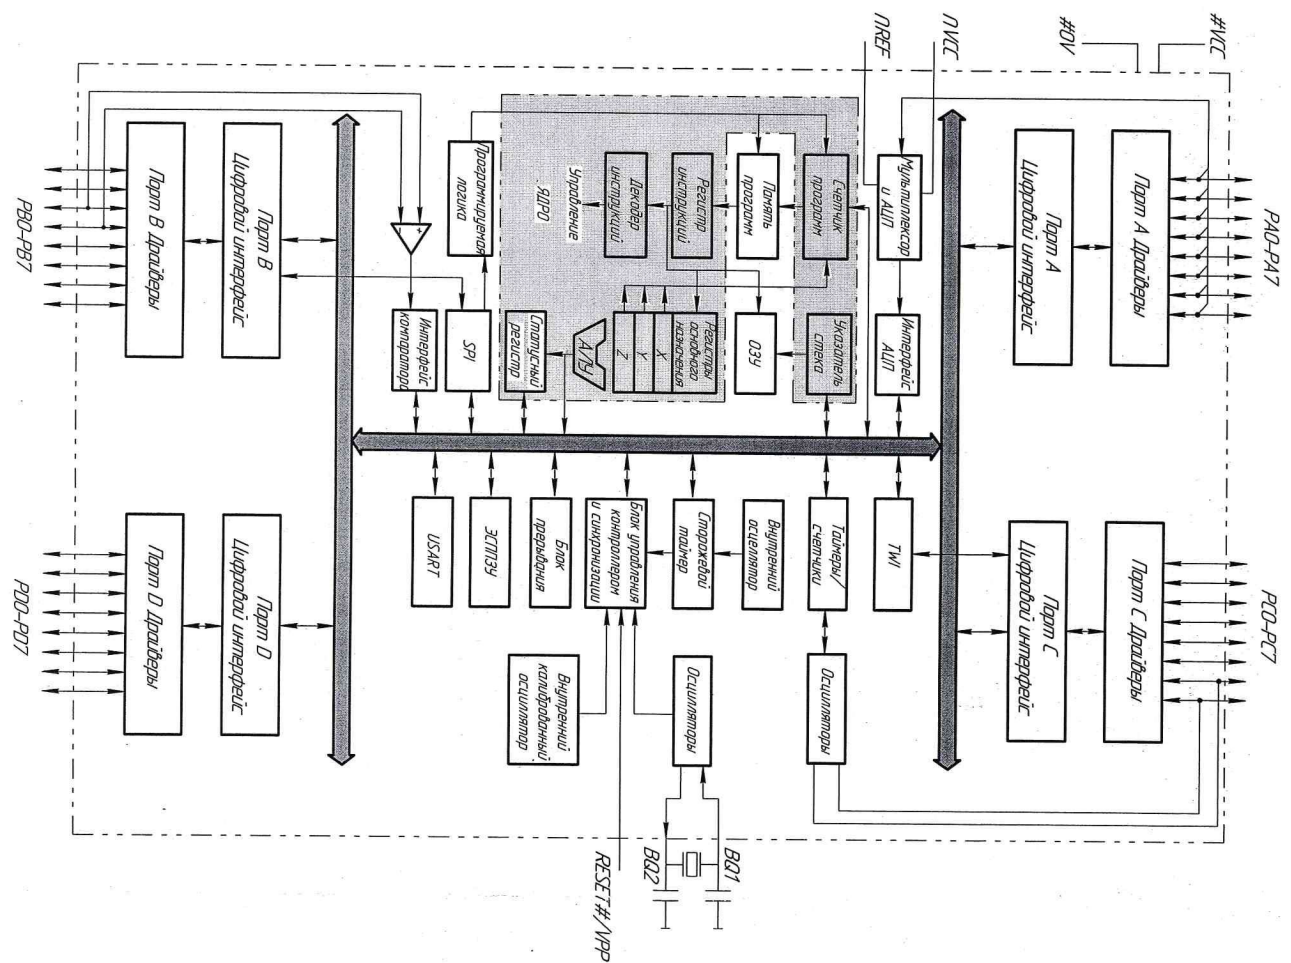 #VCC
#0V
ПVCC
ПREF
PA0-PA7
PC0-PC7
Порт А Драйверы
Порт С Драйверы
Порт А
Цифровой интерфейс
Порт С
Цифровой интерфейс
Мультиплексор
и АЦП
Интерфейс
АЦП
TWI
Счетчик
программ
Указатель
стека
Таймеры/
счетчики
Осцилляторы
Память
программ
ОЗУ
Внутренний
осциллятор
Регистр
инструкций
Регистры
основного
назначения
X
Y
Z
Сторожевой
таймер
Осцилляторы
BQ1
BQ2
Декодер
инструкций
Блок управления
контроллером
и синхронизации
RESET#/VPP
Управление
ЯДРО
АЛУ
Блок
прерывания
Внутренний
калиброванный
осциллятор
Статусный
регистр
Программируемая
логика
SPI
ЭСППЗУ
+
−
Интерфейс
компаратора
USART
Порт В
Цифровой интерфейс
Порт D
Цифровой интерфейс
Порт В Драйверы
Порт D Драйверы
PB0-PB7
PD0-PD7